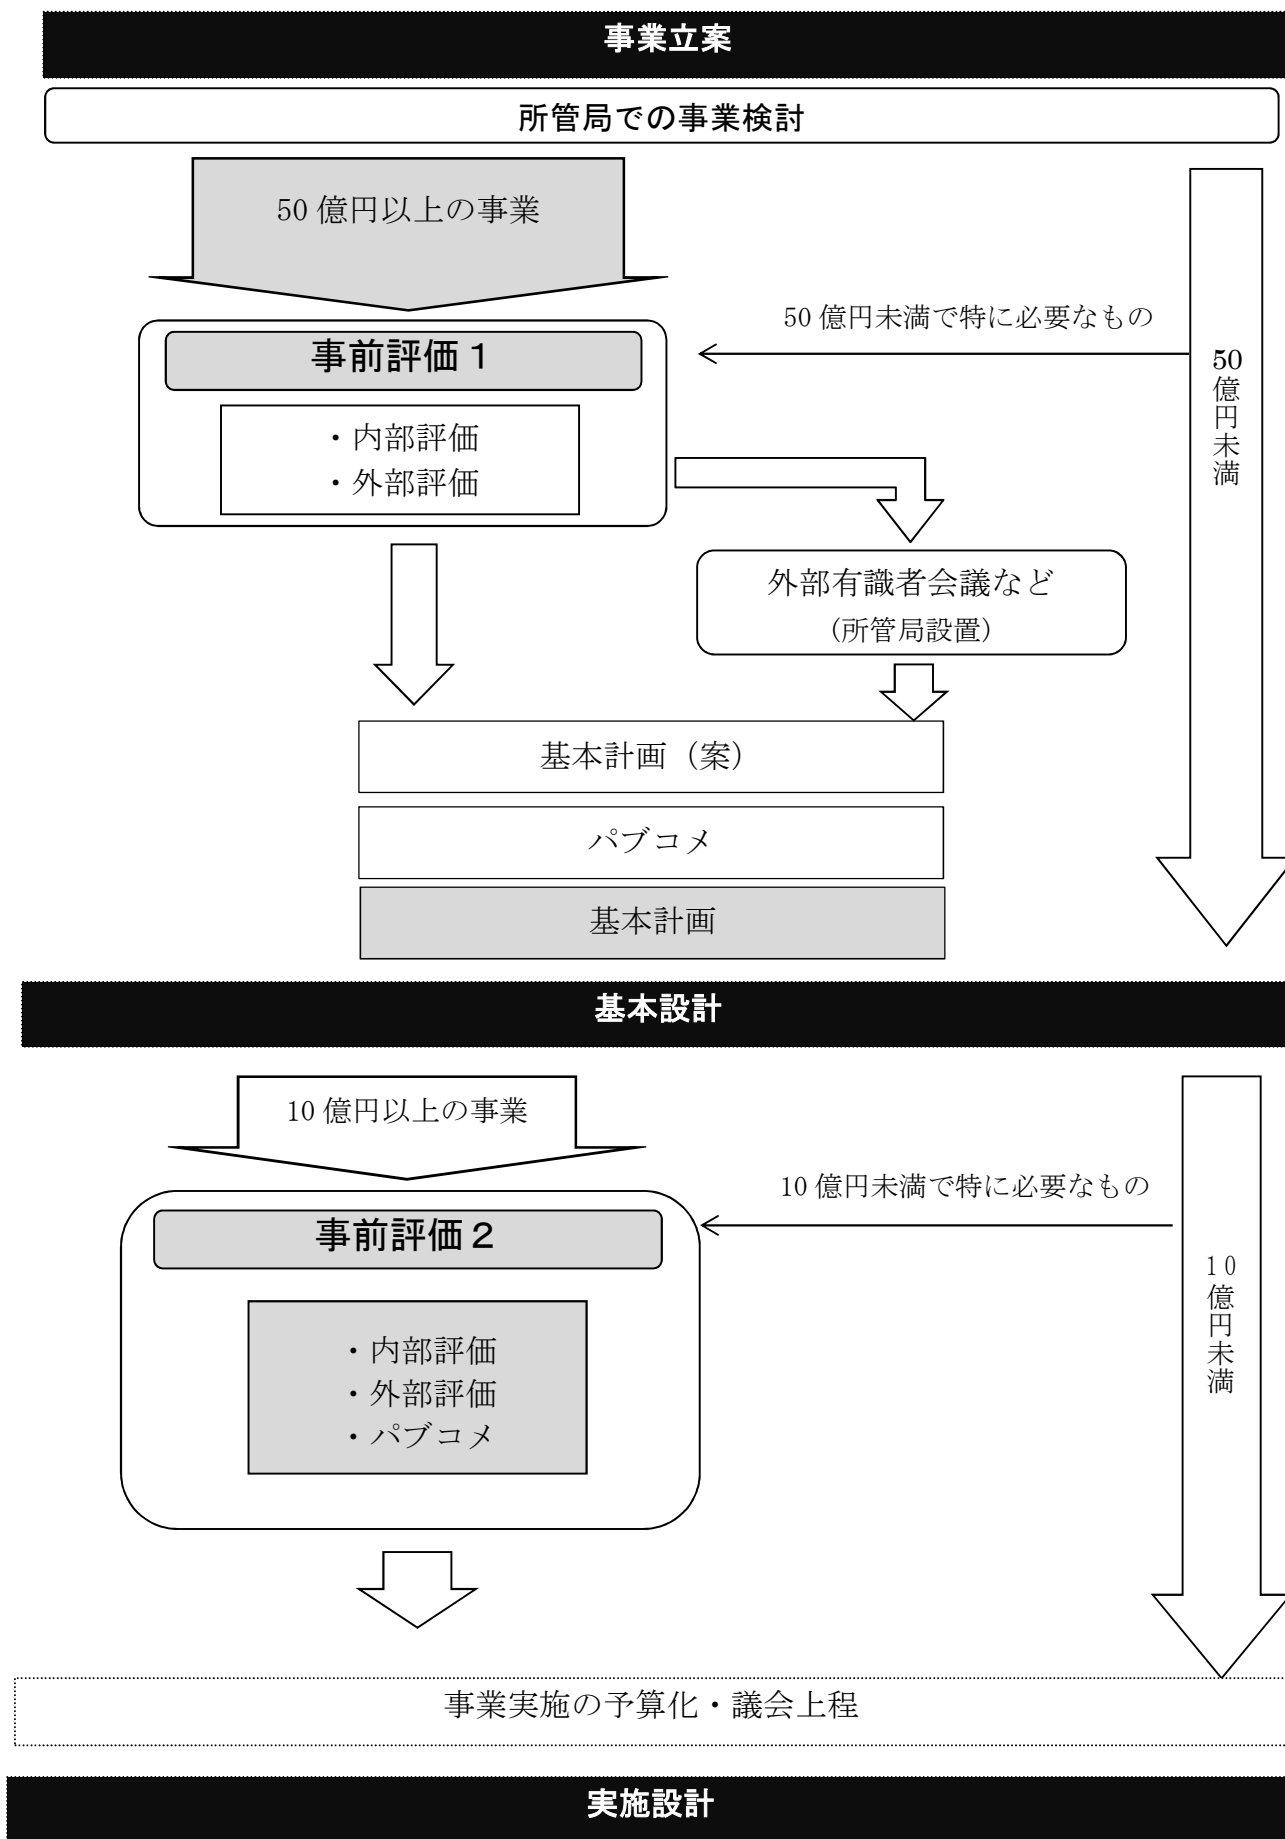 事業立案
所管局での事業検討
50 億円以上の事業
50 億円未満で特に必要なもの
事前評価１
50億円未満
・内部評価
・外部評価
外部有識者会議など
（所管局設置）
基本計画（案）
パブコメ
基本計画
基本設計
10 億円以上の事業
10 億円未満で特に必要なもの
事前評価２
10億円未満
・内部評価
・外部評価
・パブコメ
事業実施の予算化・議会上程
実施設計